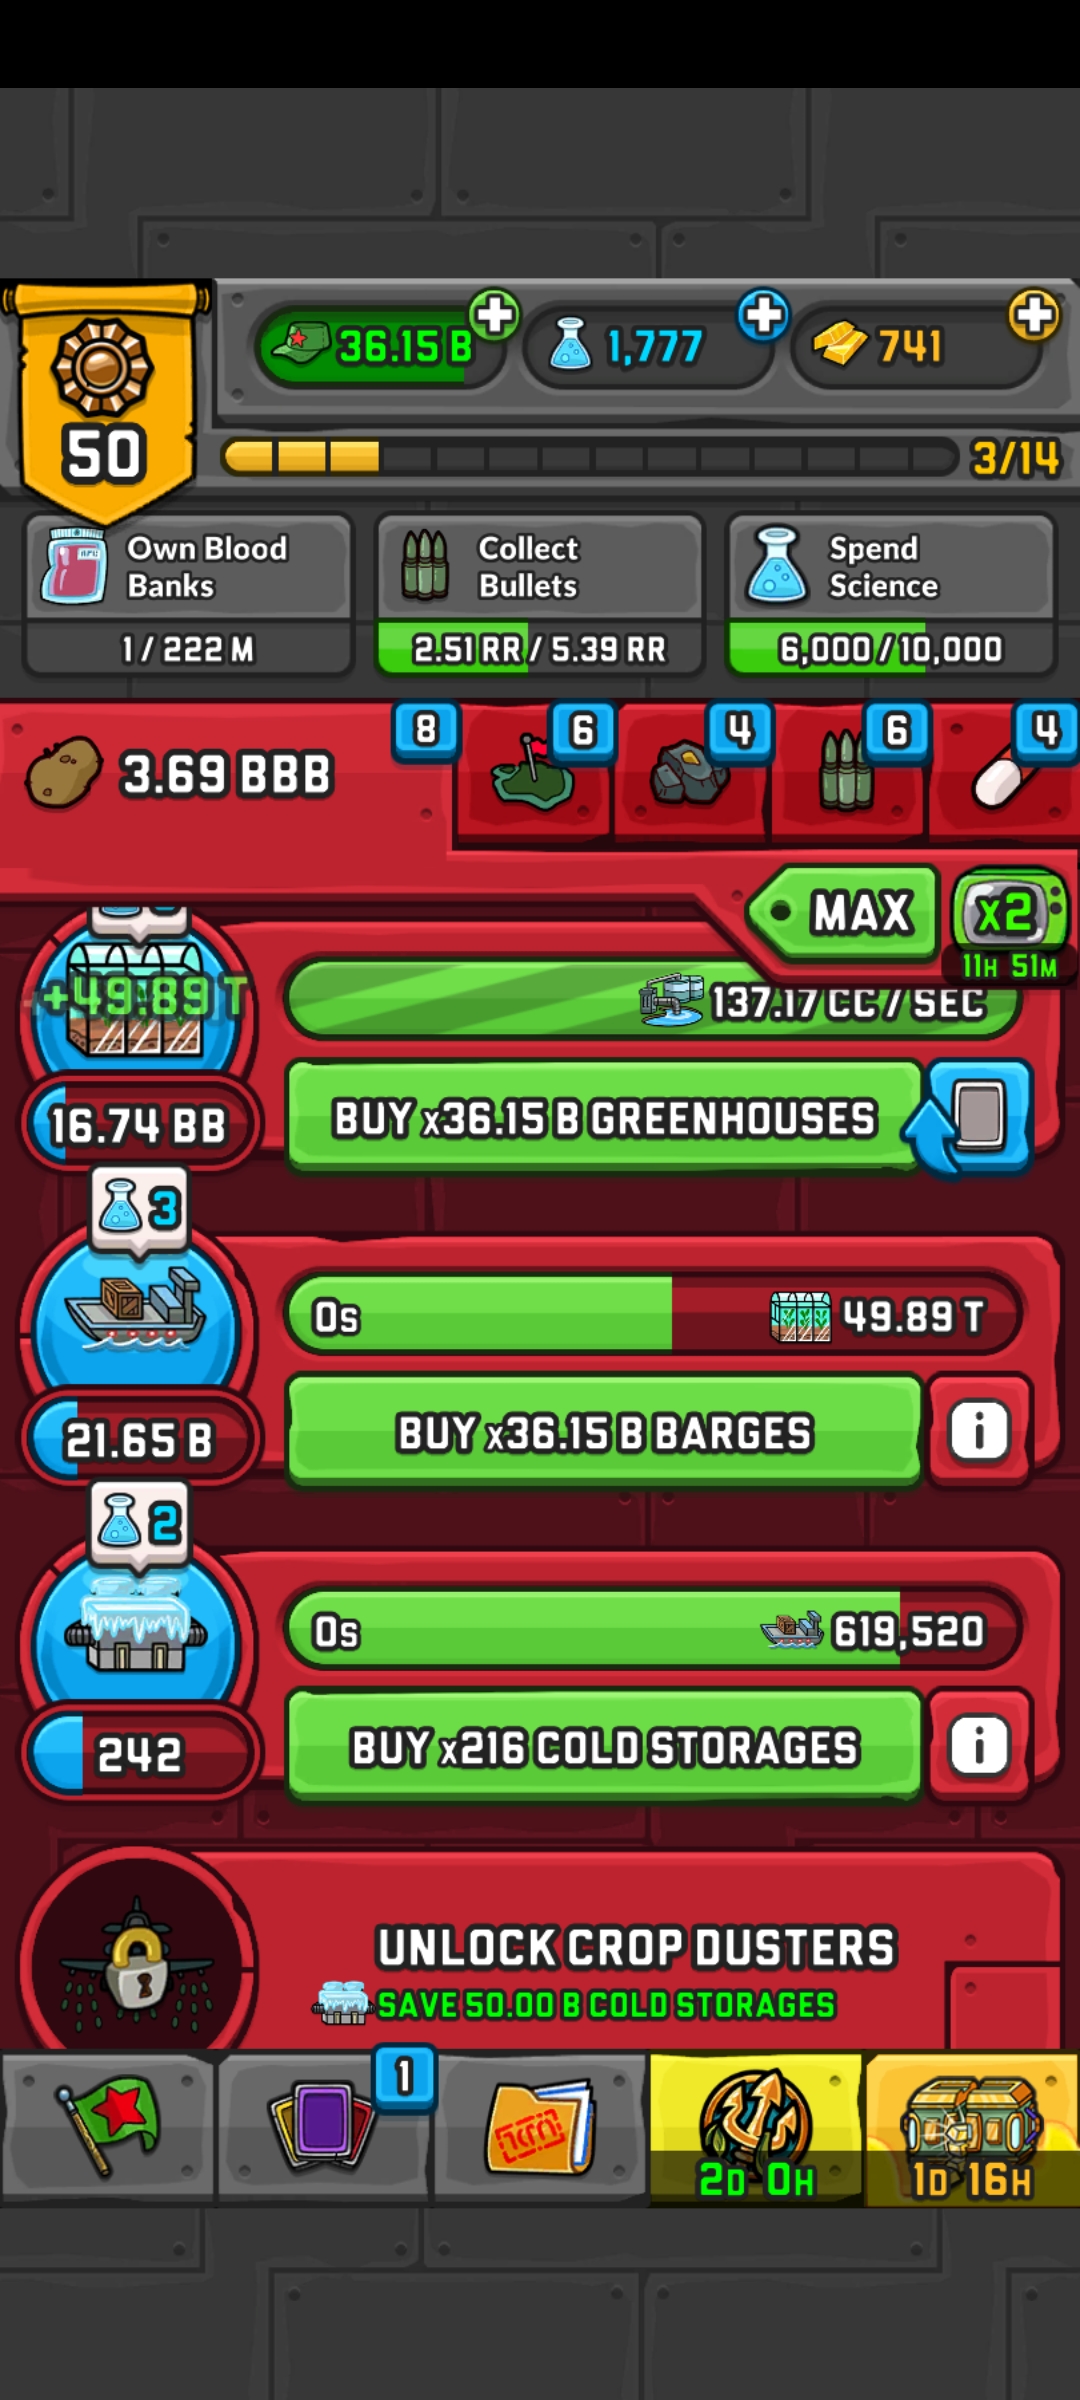 36.15 B
1,777
741
50
3/14
Own Blood
Banks
1 / 222 M
Collect
Bullets
2.51 RR / 5.39 RR
Spend
Science
6,000 / 10,000
3.69 BBB
8
6
4
6
4
MAX
x2
11H 51M
+49.89 T
137.17 CC / SEC
16.74 BB
BUY x36.15 B GREENHOUSES
3
0s
49.89 T
21.65 B
BUY x36.15 B BARGES
i
2
0s
619,520
242
BUY x216 COLD STORAGES
i
UNLOCK CROP DUSTERS
SAVE 50.00 B COLD STORAGES
1
2D 0H
1D 16H